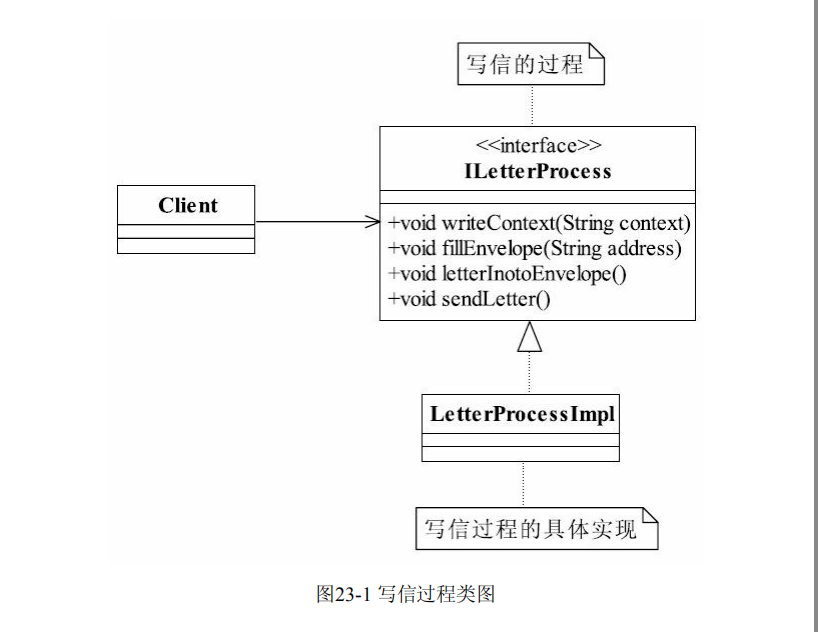 写信的过程
<<interface>>
ILetterProcess
Client
+void writeContext(String context)
+void fillEnvelope(String address)
+void letterInotoEnvelope()
+void sendLetter()
LetterProcessImpl
写信过程的具体实现
图23-1 写信过程类图